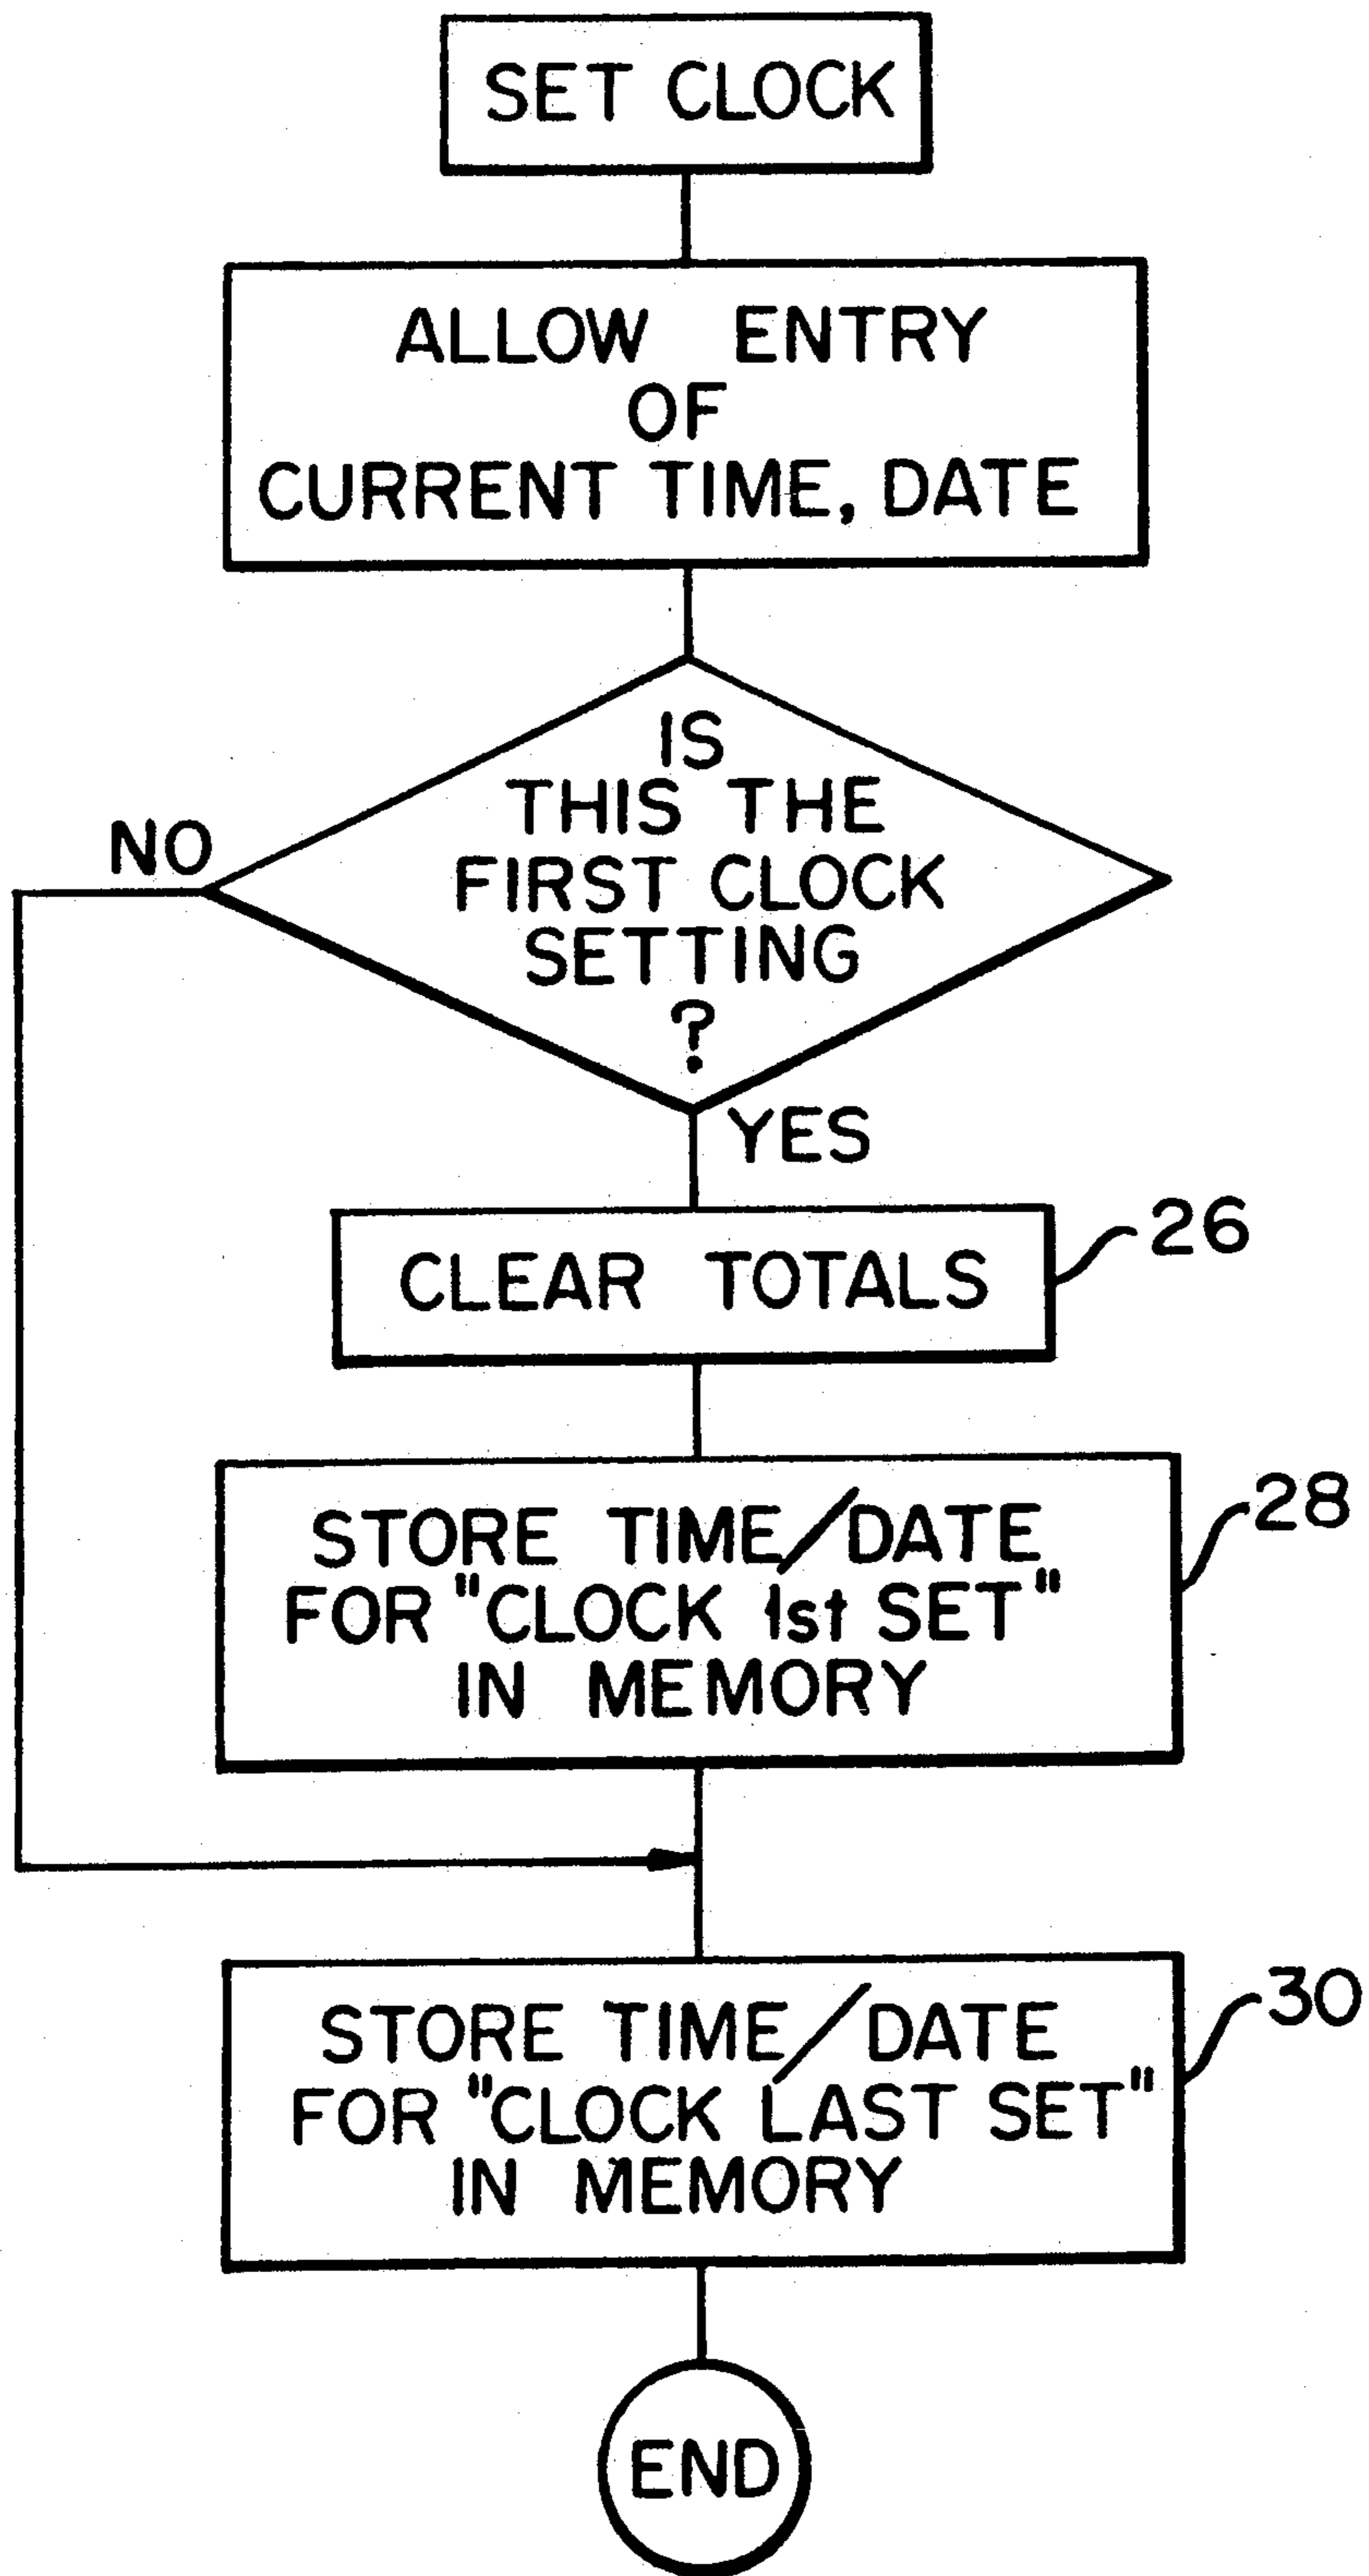 SET CLOCK
ALLOW ENTRY
OF
CURRENT TIME, DATE
IS
THIS THE
FIRST CLOCK
SETTING
?
NO
YES
CLEAR TOTALS
26
STORE TIME/DATE
FOR "CLOCK 1st SET"
IN MEMORY
28
STORE TIME/DATE
FOR "CLOCK LAST SET"
IN MEMORY
30
END